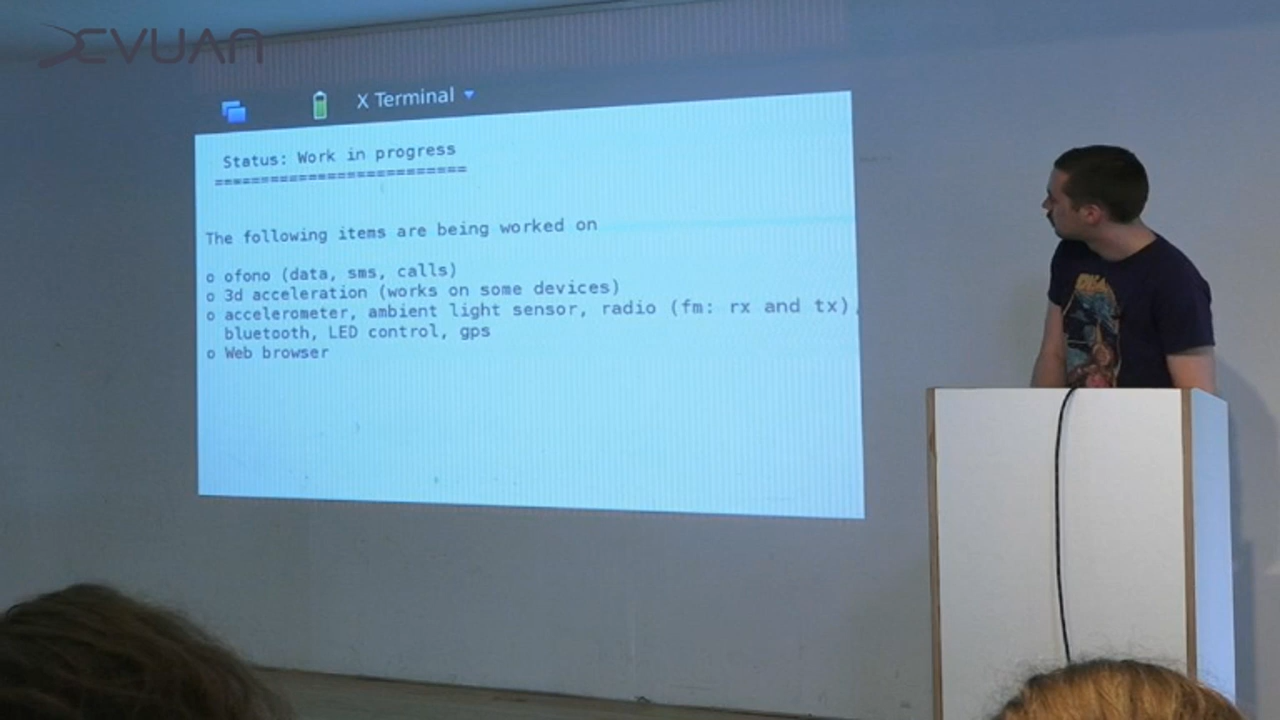 DEVUAN
X Terminal
Status: Work in progress
===========================
The following items are being worked on
o ofono (data, sms, calls)
o 3d acceleration (works on some devices)
o accelerometer, ambient light sensor, radio (fm: rx and tx),
bluetooth, LED control, gps
o Web browser